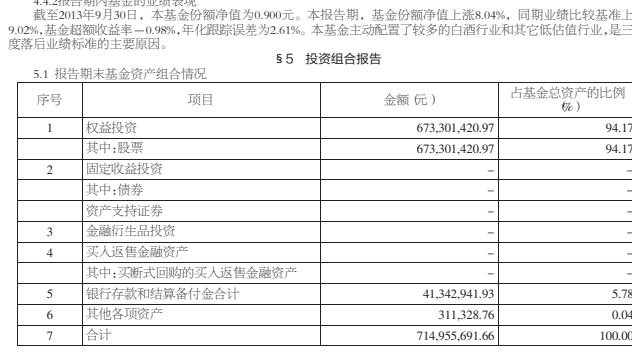 4.4.2报告期内基金的业绩表现
截至2013年9月30日，本基金份额净值为0.900元。本报告期，基金份额净值上涨8.04%，同期业绩比较基准上
9.02%,基金超额收益率－0.98%,年化跟踪误差为2.61%。本基金主动配置了较多的白酒行业和其它低估值行业,是三
度落后业绩标准的主要原因。
§5 投资组合报告
5.1 报告期末基金资产组合情况
序号 项目 金额（元） 占基金总资产的比例
（%）
1 权益投资 673,301,420.97 94.17
其中:股票 673,301,420.97 94.17
2 固定收益投资 － －
其中:债券 － －
资产支持证券 － －
3 金融衍生品投资 － －
4 买入返售金融资产 － －
其中:买断式回购的买入返售金融资产 － －
5 银行存款和结算备付金合计 41,342,941.93 5.78
6 其他各项资产 311,328.76 0.04
7 合计 714,955,691.66 100.00